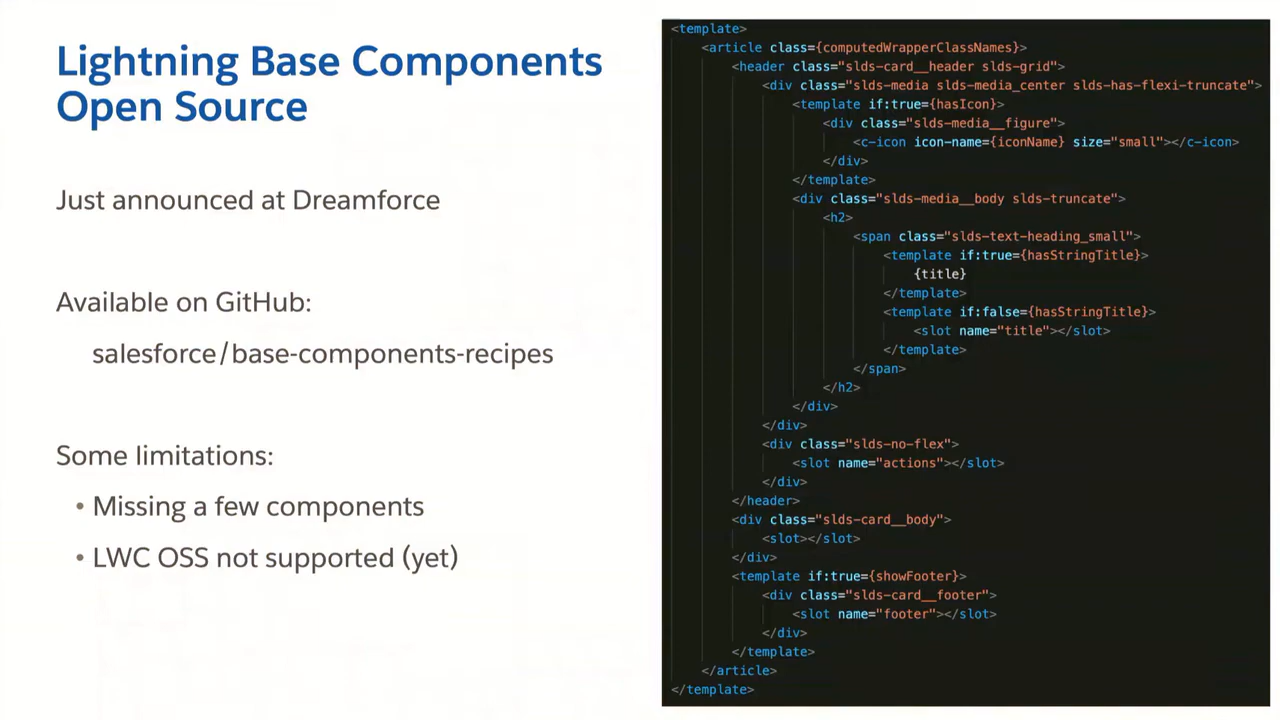 Lightning Base Components
Open Source
Just announced at Dreamforce
Available on GitHub:
salesforce/base-components-recipes
Some limitations:
• Missing a few components
• LWC OSS not supported (yet)
<template>
<article class={computedWrapperClassNames}>
<header class="slds-card__header slds-grid">
<div class="slds-media slds-media_center slds-has-flexi-truncate">
<template if:true={hasIcon}>
<div class="slds-media__figure">
<c-icon icon-name={iconName} size="small"></c-icon>
</div>
</template>
<div class="slds-media__body slds-truncate">
<h2>
<span class="slds-text-heading_small">
<template if:true={hasStringTitle}>
{title}
</template>
<template if:false={hasStringTitle}>
<slot name="title"></slot>
</template>
</span>
</h2>
</div>
</div>
<div class="slds-no-flex">
<slot name="actions"></slot>
</div>
</header>
<div class="slds-card__body">
<slot></slot>
</div>
<template if:true={showFooter}>
<div class="slds-card__footer">
<slot name="footer"></slot>
</div>
</template>
</article>
</template>